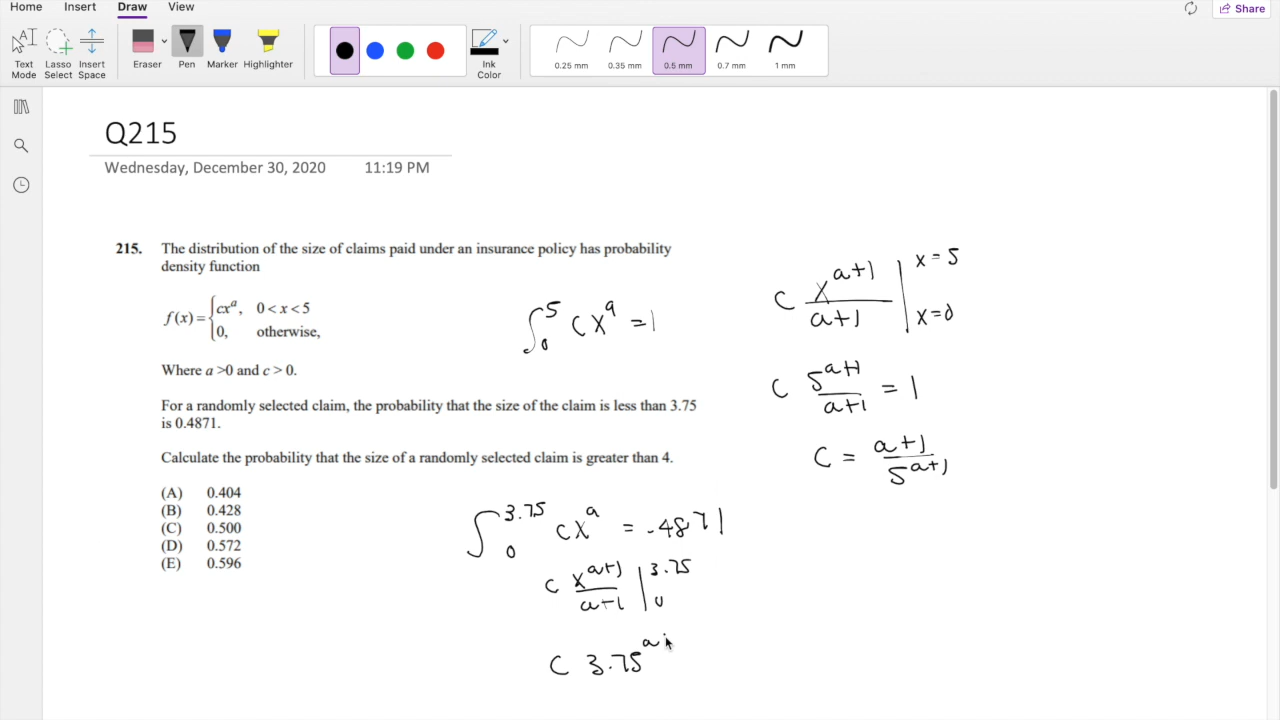 Home Insert Draw View
Share
Text Mode
Lasso Select
Insert Space
Eraser
Pen
Marker
Highlighter
Ink Color
0.25 mm
0.35 mm
0.5 mm
0.7 mm
1 mm
Q215
Wednesday, December 30, 2020 11:19 PM
215. The distribution of the size of claims paid under an insurance policy has probability
density function
f(x) = { cx^a, 0 < x < 5
0, otherwise,
Where a >0 and c > 0.
For a randomly selected claim, the probability that the size of the claim is less than 3.75
is 0.4871.
Calculate the probability that the size of a randomly selected claim is greater than 4.
(A) 0.404
(B) 0.428
(C) 0.500
(D) 0.572
(E) 0.596
∫_0^5 cx^a = 1
c x^{a+1}/a+1 | x=5 x=0
c 5^{a+1}/a+1 = 1
c = a+1/5^{a+1}
∫_0^{3.75} cx^a = .4871
c x^{a+1}/a+1 | 3.75 0
c 3.75^a